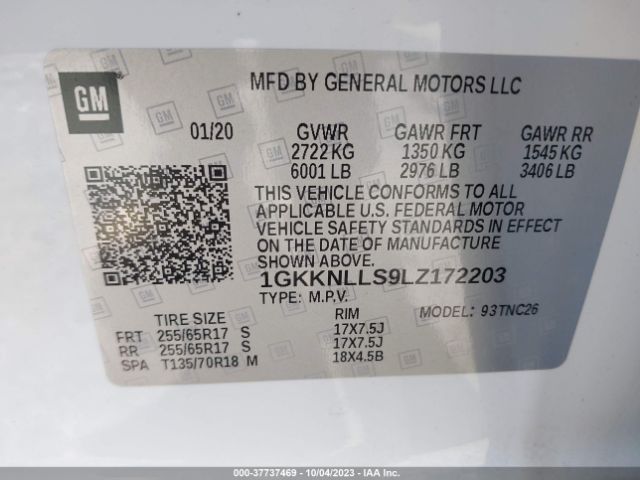 GM
MFD BY GENERAL MOTORS LLC
01/20 GVWR GAWR FRT GAWR RR
2722 KG 1350 KG 1545 KG
6001 LB 2976 LB 3406 LB
THIS VEHICLE CONFORMS TO ALL
APPLICABLE U.S. FEDERAL MOTOR
VEHICLE SAFETY STANDARDS IN EFFECT
ON THE DATE OF MANUFACTURE
SHOWN ABOVE.
1GKKNLLS9LZ172203
TYPE: M.P.V. MODEL: 93TNC26
TIRE SIZE RIM
FRT 255/65R17 S 17X7.5J
RR 255/65R17 S 17X7.5J
SPA T135/70R18 M 18X4.5B
000-37737469 - 10/04/2023 - IAA Inc.